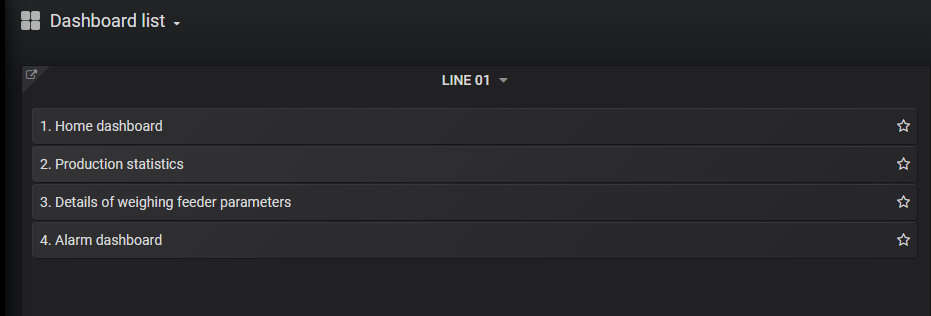 Dashboard list
LINE 01
1. Home dashboard
2. Production statistics
3. Details of weighing feeder parameters
4. Alarm dashboard